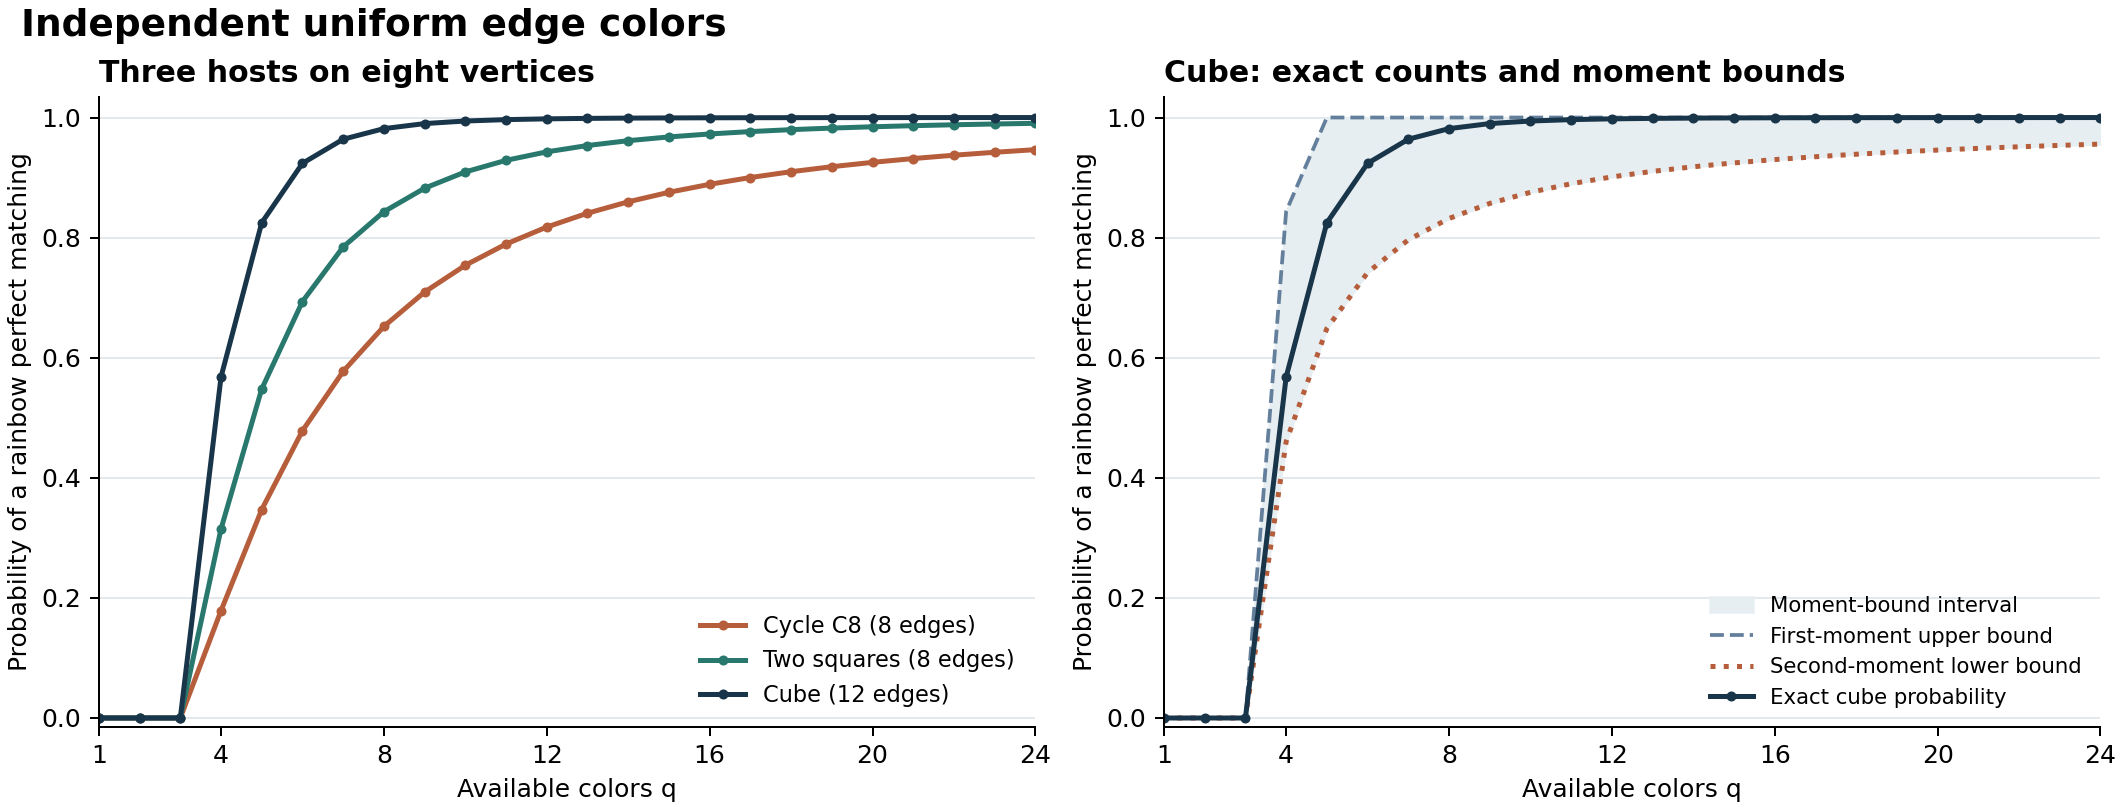 Independent uniform edge colors
Three hosts on eight vertices
Probability of a rainbow perfect matching
1.0
0.8
0.6
0.4
0.2
0.0
Cycle C8 (8 edges)
Two squares (8 edges)
Cube (12 edges)
1 4 8 12 16 20 24
Available colors q
Cube: exact counts and moment bounds
Probability of a rainbow perfect matching
1.0
0.8
0.6
0.4
0.2
0.0
Moment-bound interval
First-moment upper bound
Second-moment lower bound
Exact cube probability
1 4 8 12 16 20 24
Available colors q